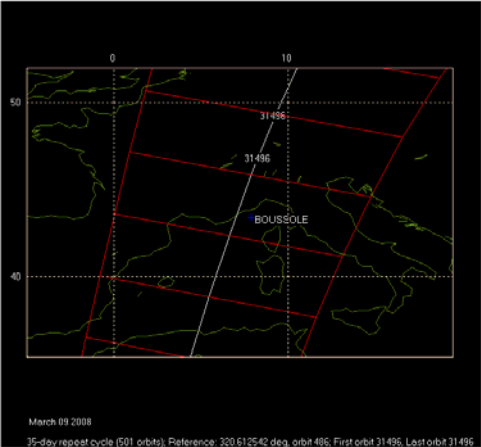 0 10
50
31496
31496
BOUSSOLE
40
March 09 2008
35-day repeat cycle (501 orbits); Reference: 320.612542 deg, orbit 486; First orbit 31496, Last orbit 31496